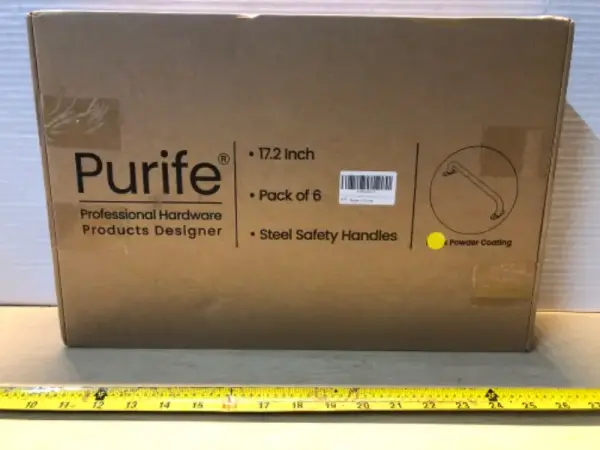 Purife®
Professional Hardware
Products Designer
• 17.2 Inch
• Pack of 6
• Steel Safety Handles
Powder Coating
10 11 12 13 14 15 17 18 19 20 21 22 23 24 25 26 27